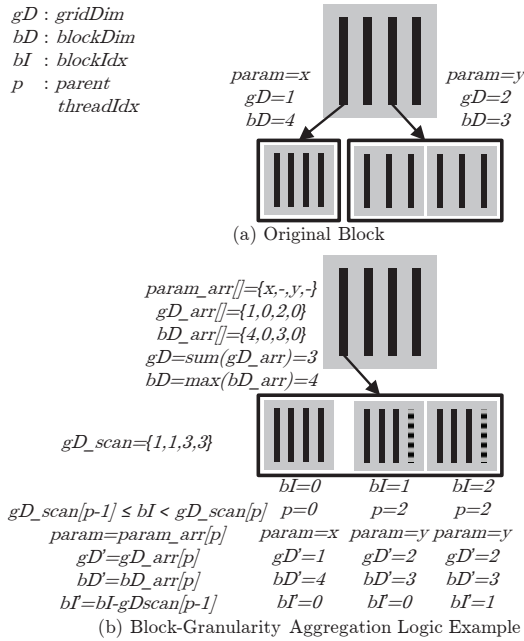 gD : gridDim
bD : blockDim
bI : blockIdx
p : parent
threadIdx
param=x
gD=1
bD=4
param=y
gD=2
bD=3
(a) Original Block
param_arr[]={x,-,y,-}
gD_arr[]={1,0,2,0}
bD_arr[]={4,0,3,0}
gD=sum(gD_arr)=3
bD=max(bD_arr)=4
gD_scan={1,1,3,3}
bI=0 bI=1 bI=2
gD_scan[p-1] ≤ bI < gD_scan[p] p=0 p=2 p=2
param=param_arr[p] param=x param=y param=y
gD'=gD_arr[p] gD'=1 gD'=2 gD'=2
bD'=bD_arr[p] bD'=4 bD'=3 bD'=3
bI'=bI-gDscan[p-1] bI'=0 bI'=0 bI'=1
(b) Block-Granularity Aggregation Logic Example